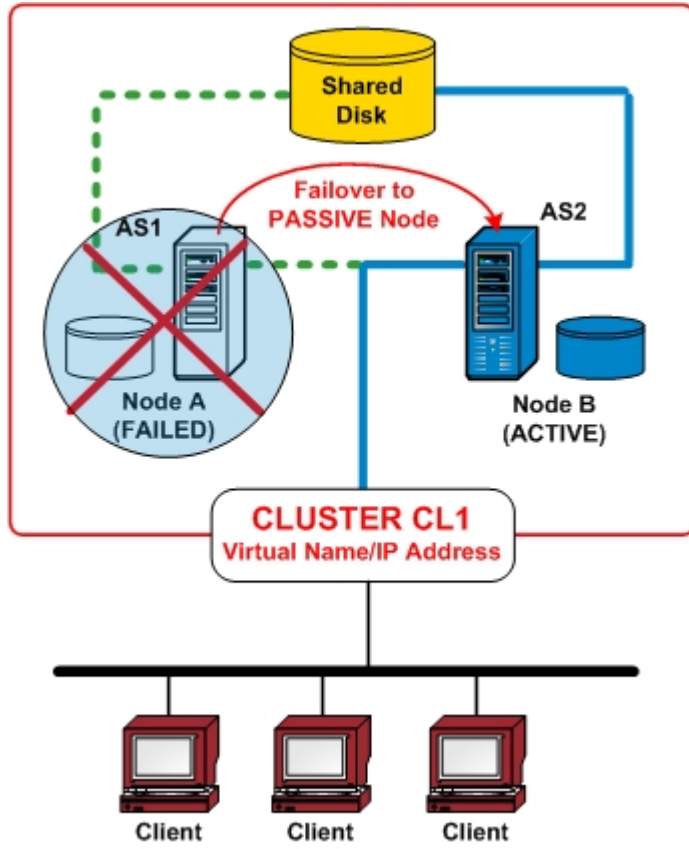 Shared
Disk
Failover to
PASSIVE Node
AS1
AS2
Node A
(FAILED)
Node B
(ACTIVE)
CLUSTER CL1
Virtual Name/IP Address
Client
Client
Client